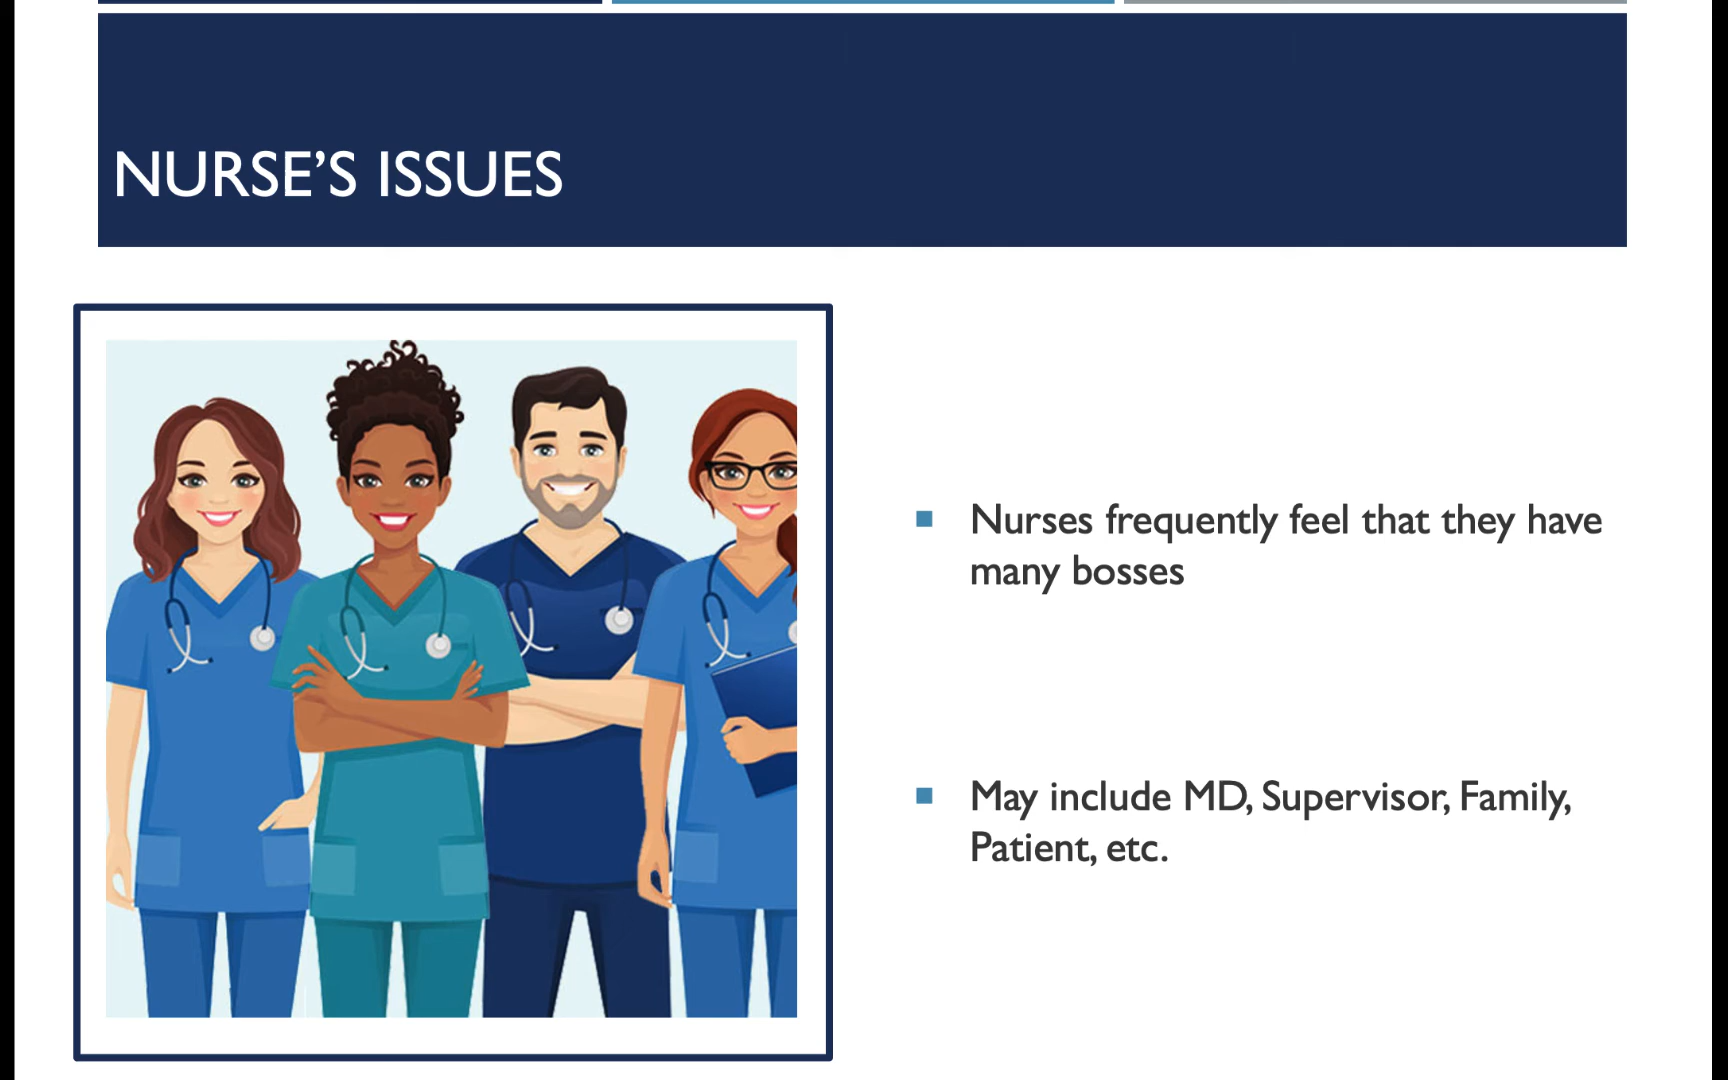 NURSE’S ISSUES
Nurses frequently feel that they have
many bosses
May include MD, Supervisor, Family,
Patient, etc.